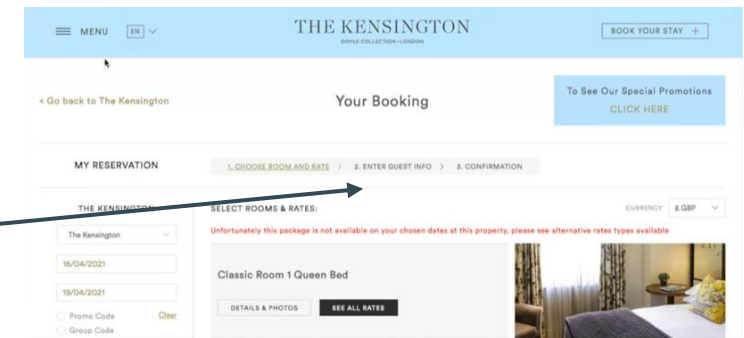 MENU EN THE KENSINGTON BOOK YOUR STAY +
DOYLE COLLECTION • LONDON
< Go back to The Kensington
Your Booking
To See Our Special Promotions
CLICK HERE
MY RESERVATION
1. CHOOSE ROOM AND RATE > 2. ENTER GUEST INFO > 3. CONFIRMATION
THE KENSINGTON
The Kensington
16/04/2021
19/04/2021
Promo Code Clear
Group Code
SELECT ROOMS & RATES:
CURRENCY £ GBP
Unfortunately this package is not available on your chosen dates at this property, please see alternative rates types available
Classic Room 1 Queen Bed
DETAILS & PHOTOS SEE ALL RATES